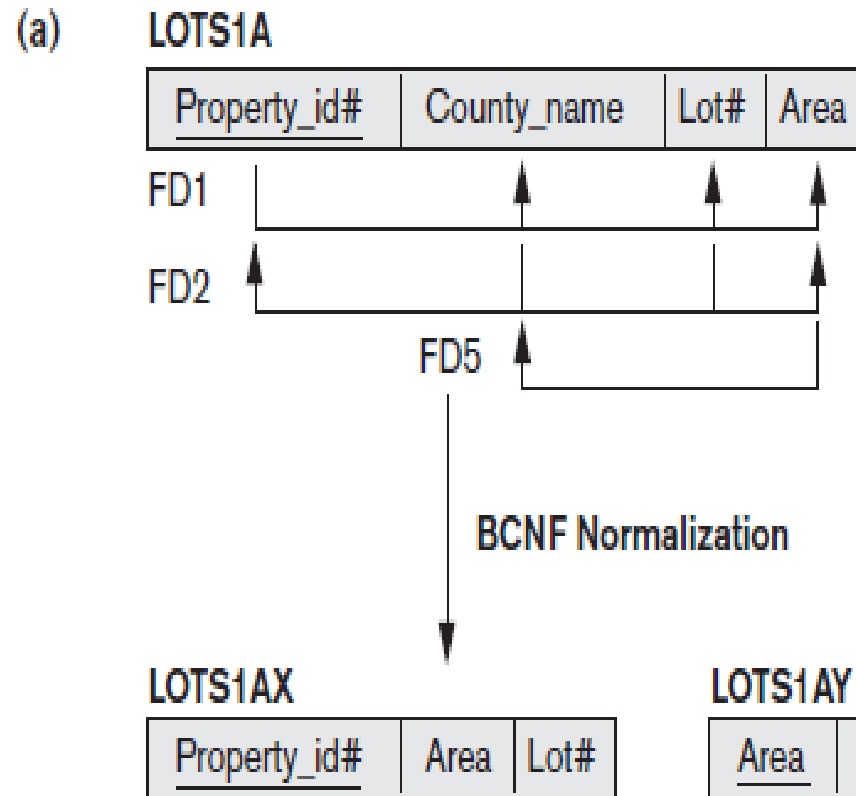 (a) LOTS1A
Property_id# County_name Lot# Area
FD1
FD2
FD5
BCNF Normalization
LOTS1AX LOTS1AY
Property_id# Area Lot# Area